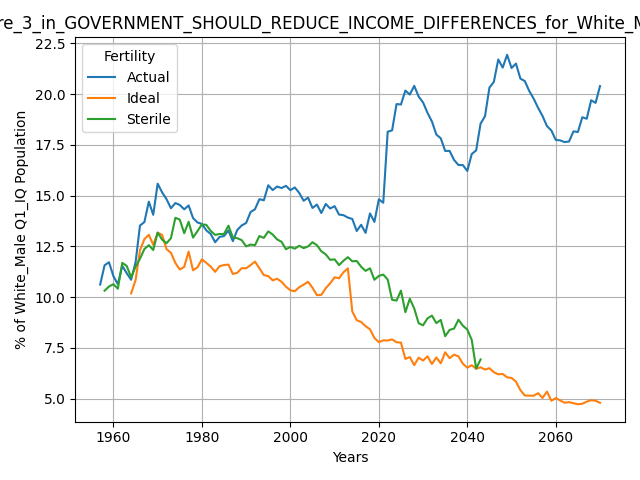 re_3_in_GOVERNMENT_SHOULD_REDUCE_INCOME_DIFFERENCES_for_White_M
22.5
20.0
17.5
15.0
12.5
10.0
7.5
5.0
% of White_Male Q1_IQ Population
Fertility
Actual
Ideal
Sterile
1960 1980 2000 2020 2040 2060
Years